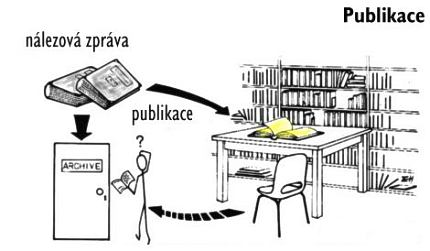 Publikace
nálezová zpráva
publikace
?
ARCHIVE